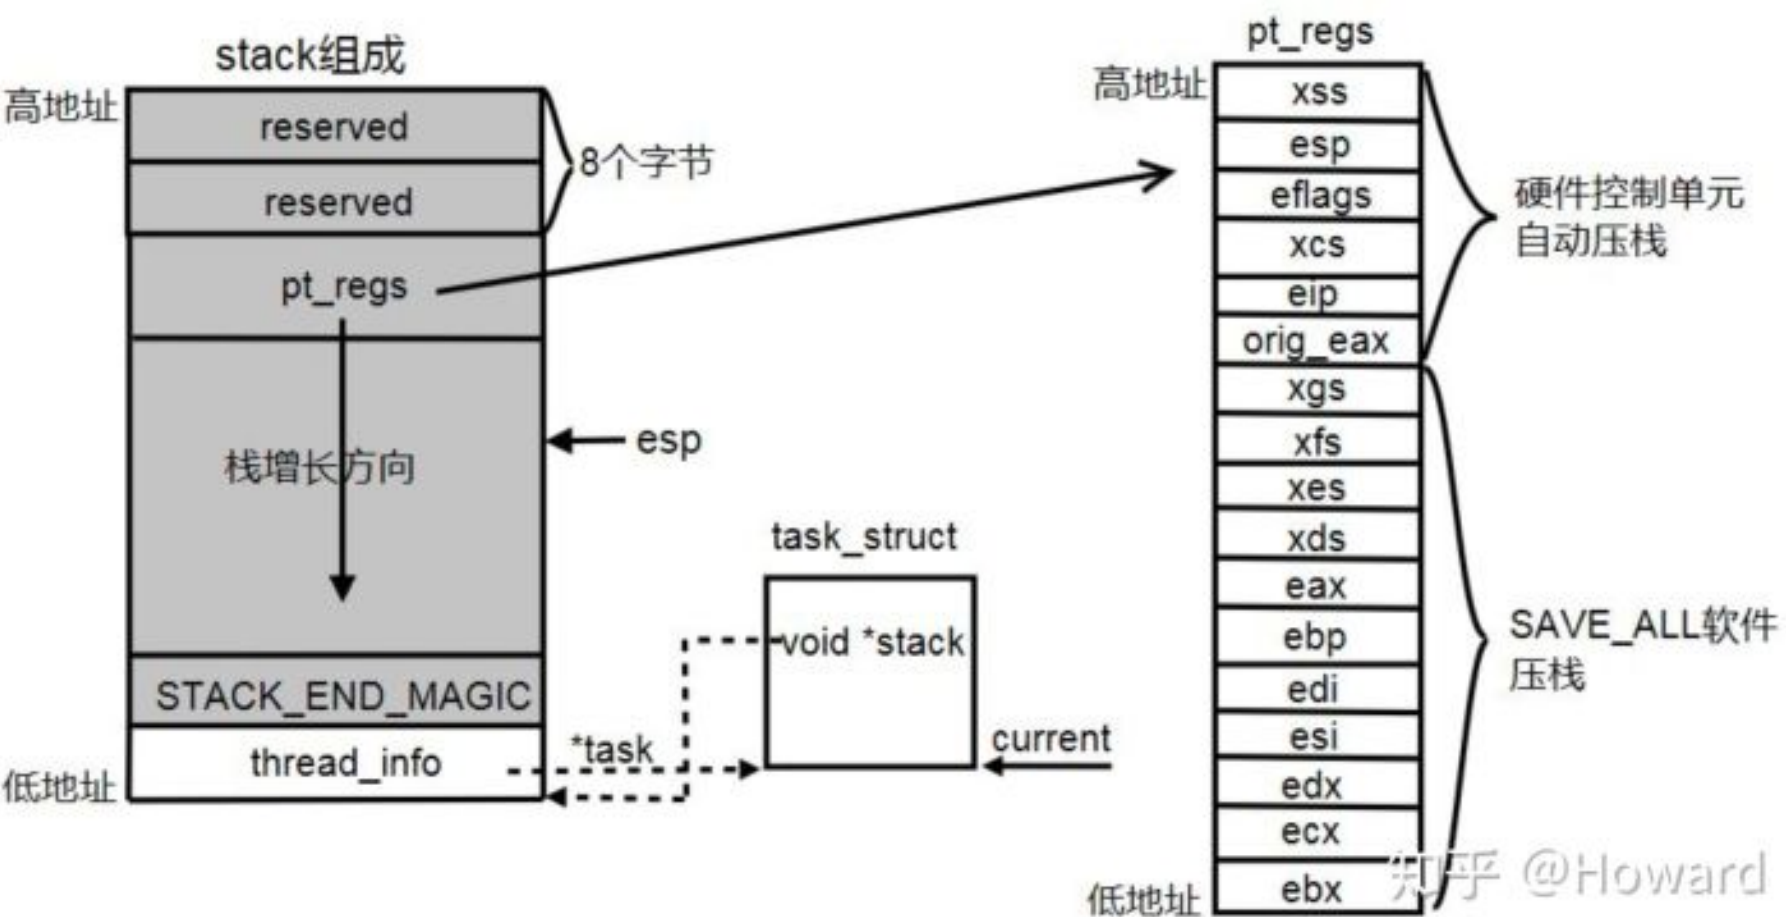 stack组成
高地址
reserved
reserved
8个字节
pt_regs
栈增长方向
esp
STACK_END_MAGIC
thread_info
低地址
*task
task_struct
void *stack
current
pt_regs
高地址
xss
esp
eflags
xcs
eip
orig_eax
硬件控制单元
自动压栈
xgs
xfs
xes
xds
eax
ebp
edi
esi
edx
ecx
ebx
SAVE_ALL软件
压栈
低地址
知乎 @Howard